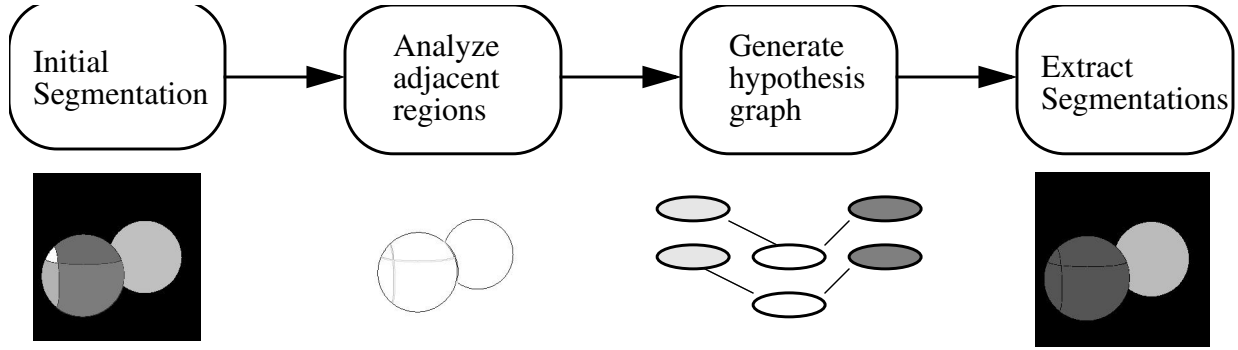 Initial
Segmentation
Analyze
adjacent
regions
Generate
hypothesis
graph
Extract
Segmentations